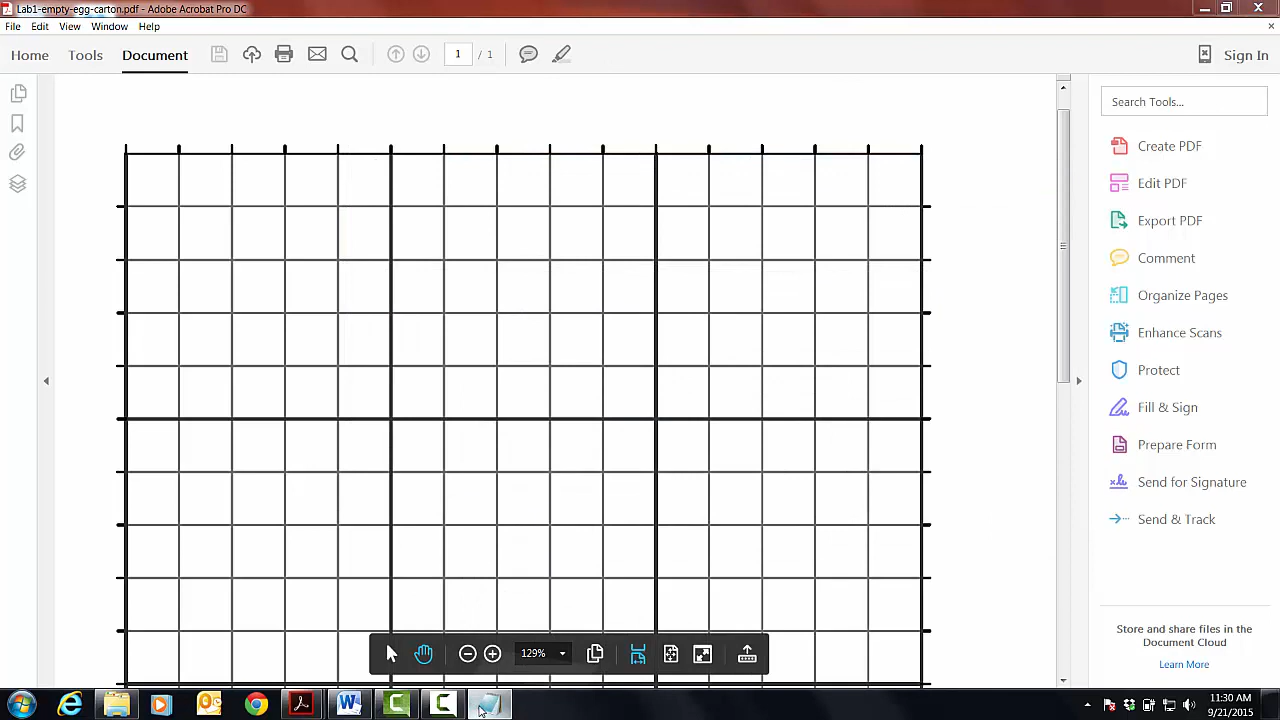 Lab1-empty-egg-carton.pdf - Adobe Acrobat Pro DC
File Edit View Window Help
Home Tools Document 1 / 1 Sign In
Search Tools...
Create PDF
Edit PDF
Export PDF
Comment
Organize Pages
Enhance Scans
Protect
Fill & Sign
Prepare Form
Send for Signature
Send & Track
Store and share files in the
Document Cloud
Learn More
129%
11:30 AM
9/21/2015